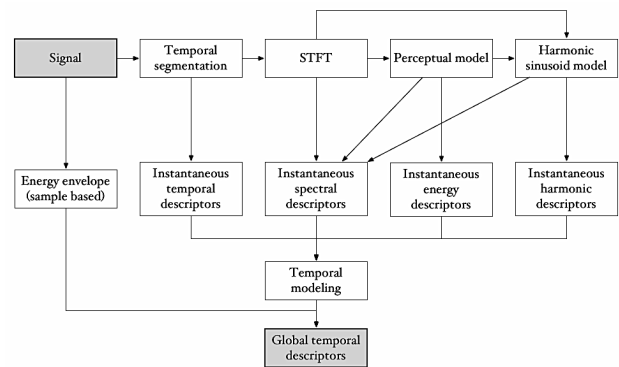 Signal
Temporal
segmentation
STFT
Perceptual model
Harmonic
sinusoid model
Energy envelope
(sample based)
Instantaneous
temporal
descriptors
Instantaneous
spectral
descriptors
Instantaneous
energy
descriptors
Instantaneous
harmonic
descriptors
Temporal
modeling
Global temporal
descriptors